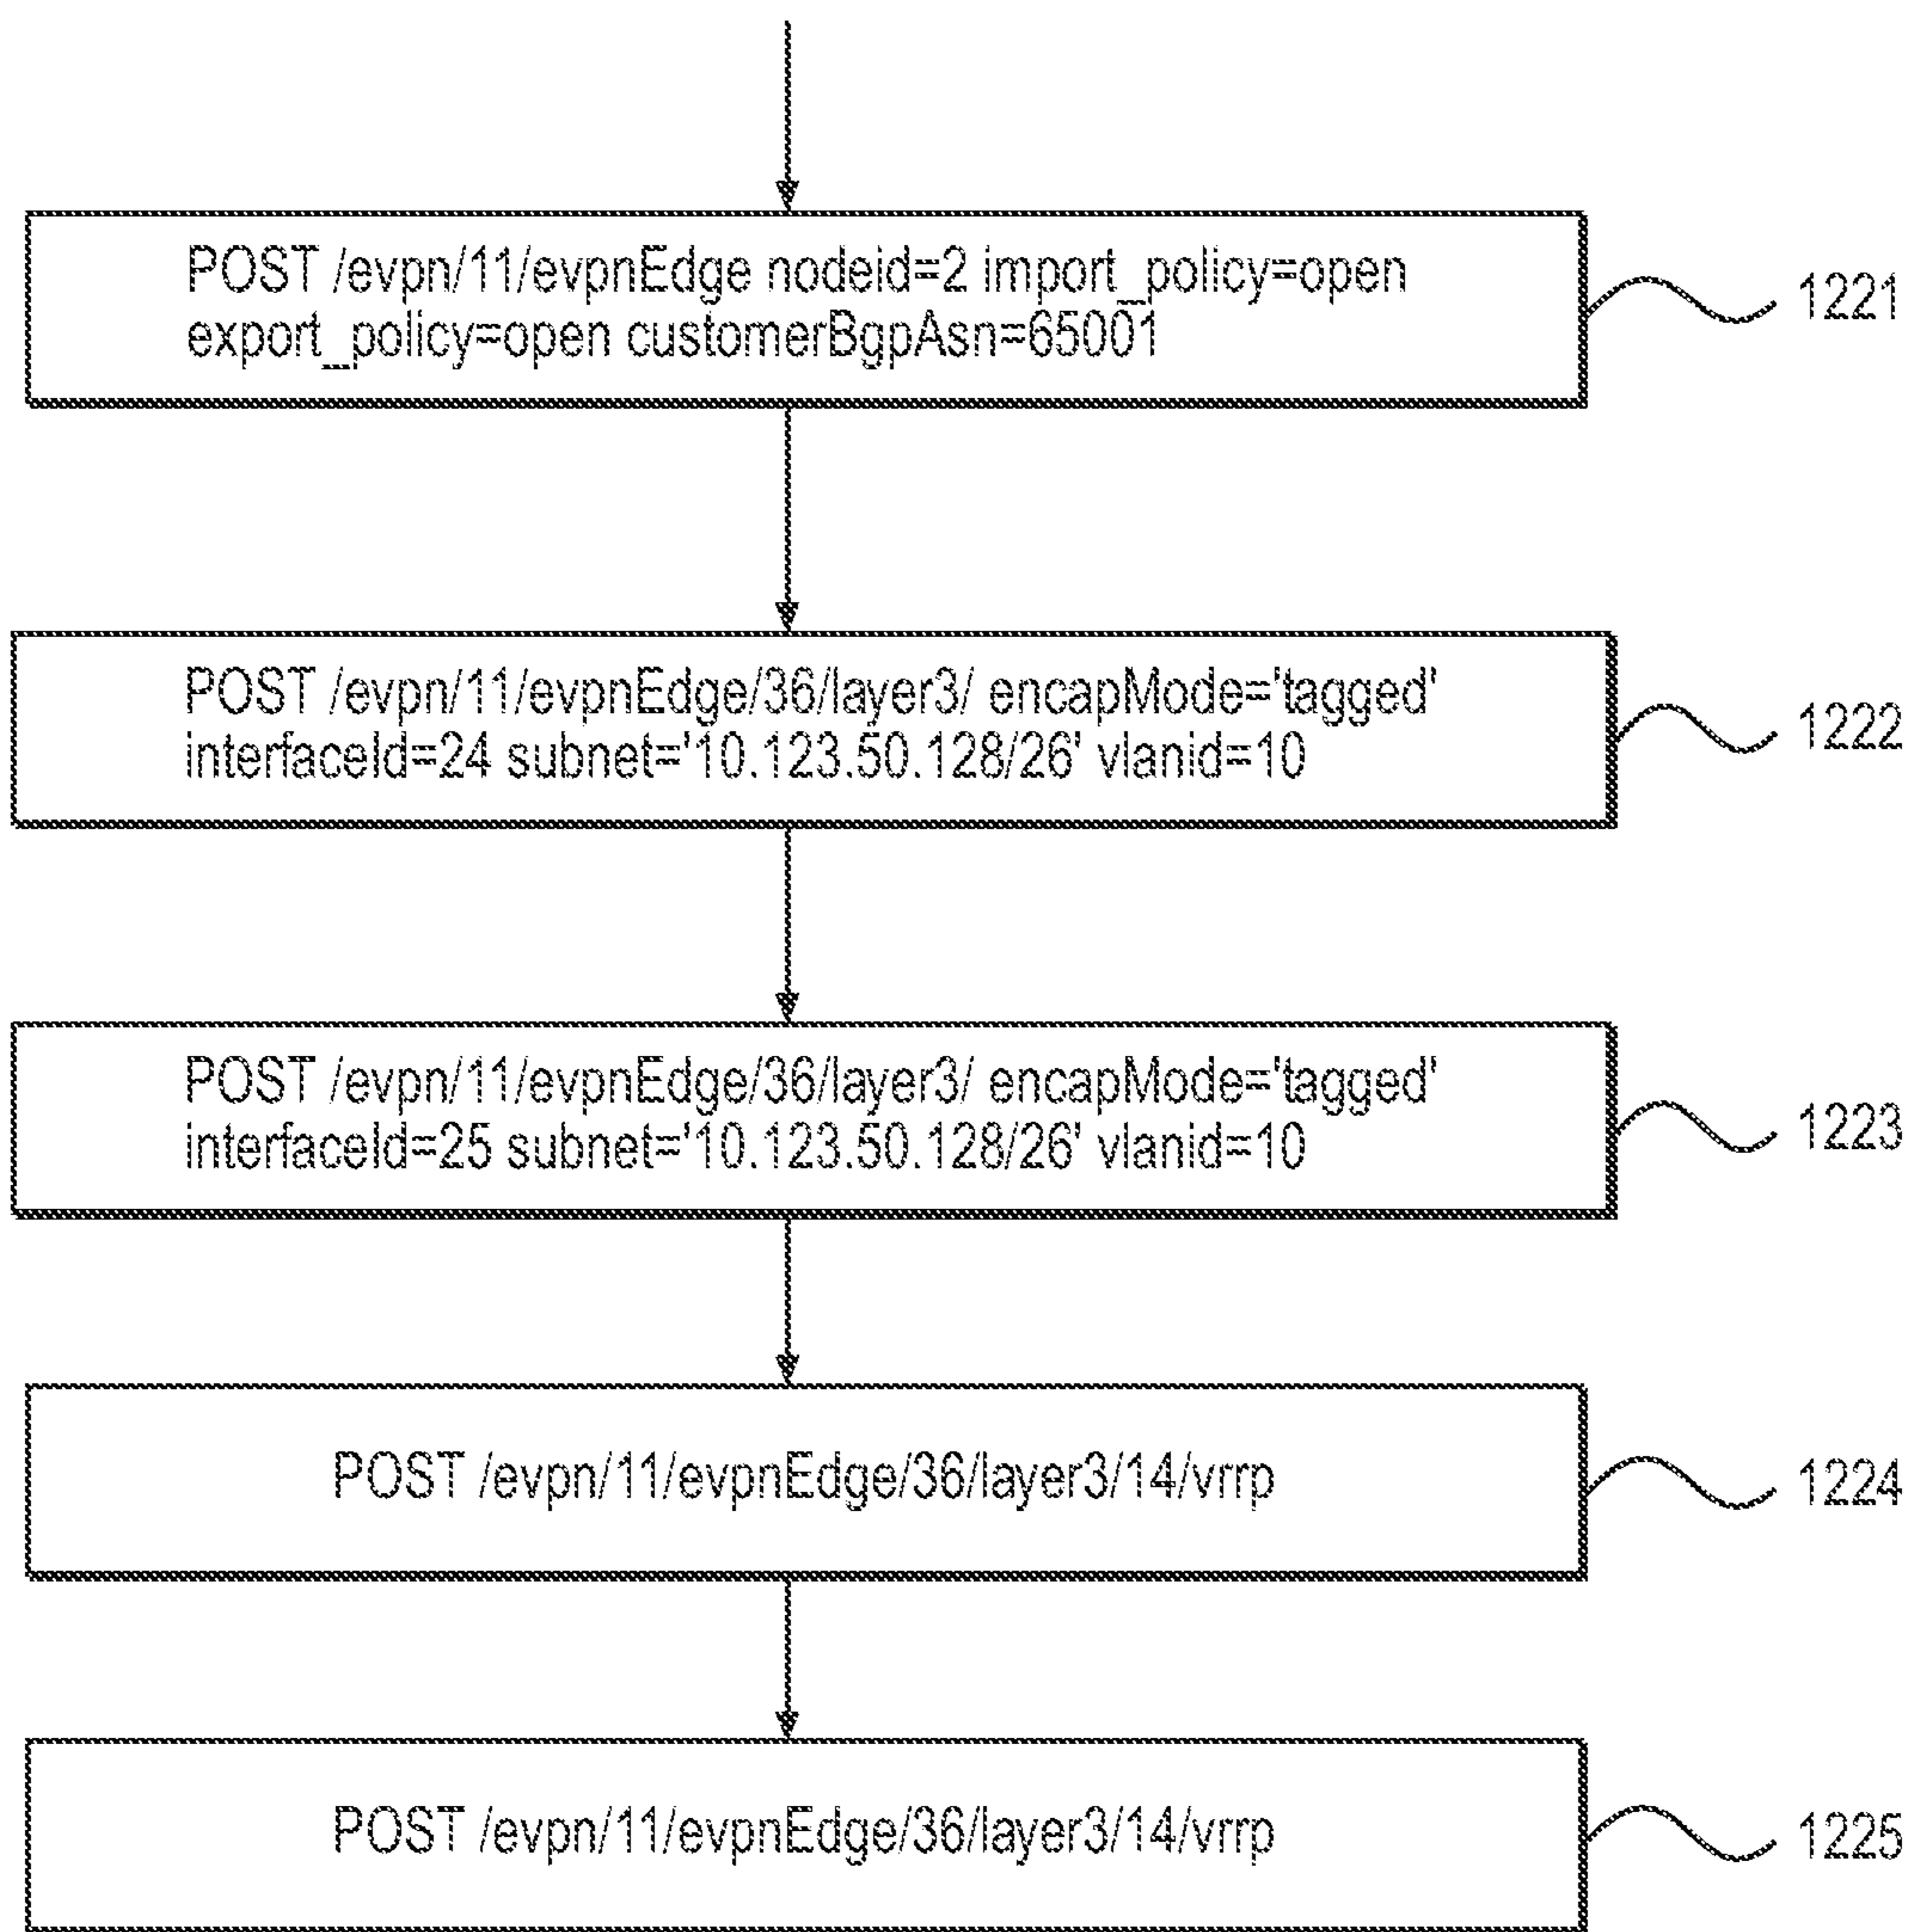 POST /evpn/11/evpnEdge nodeid=2 import_policy=open
export_policy=open customerBgpAsn=65001
1221
POST /evpn/11/evpnEdge/36/layer3/ encapMode='tagged'
interfaceId=24 subnet='10.123.50.128/26' vlanid=10
1222
POST /evpn/11/evpnEdge/36/layer3/ encapMode='tagged'
interfaceId=25 subnet='10.123.50.128/26' vlanid=10
1223
POST /evpn/11/evpnEdge/36/layer3/14/vrrp
1224
POST /evpn/11/evpnEdge/36/layer3/14/vrrp
1225